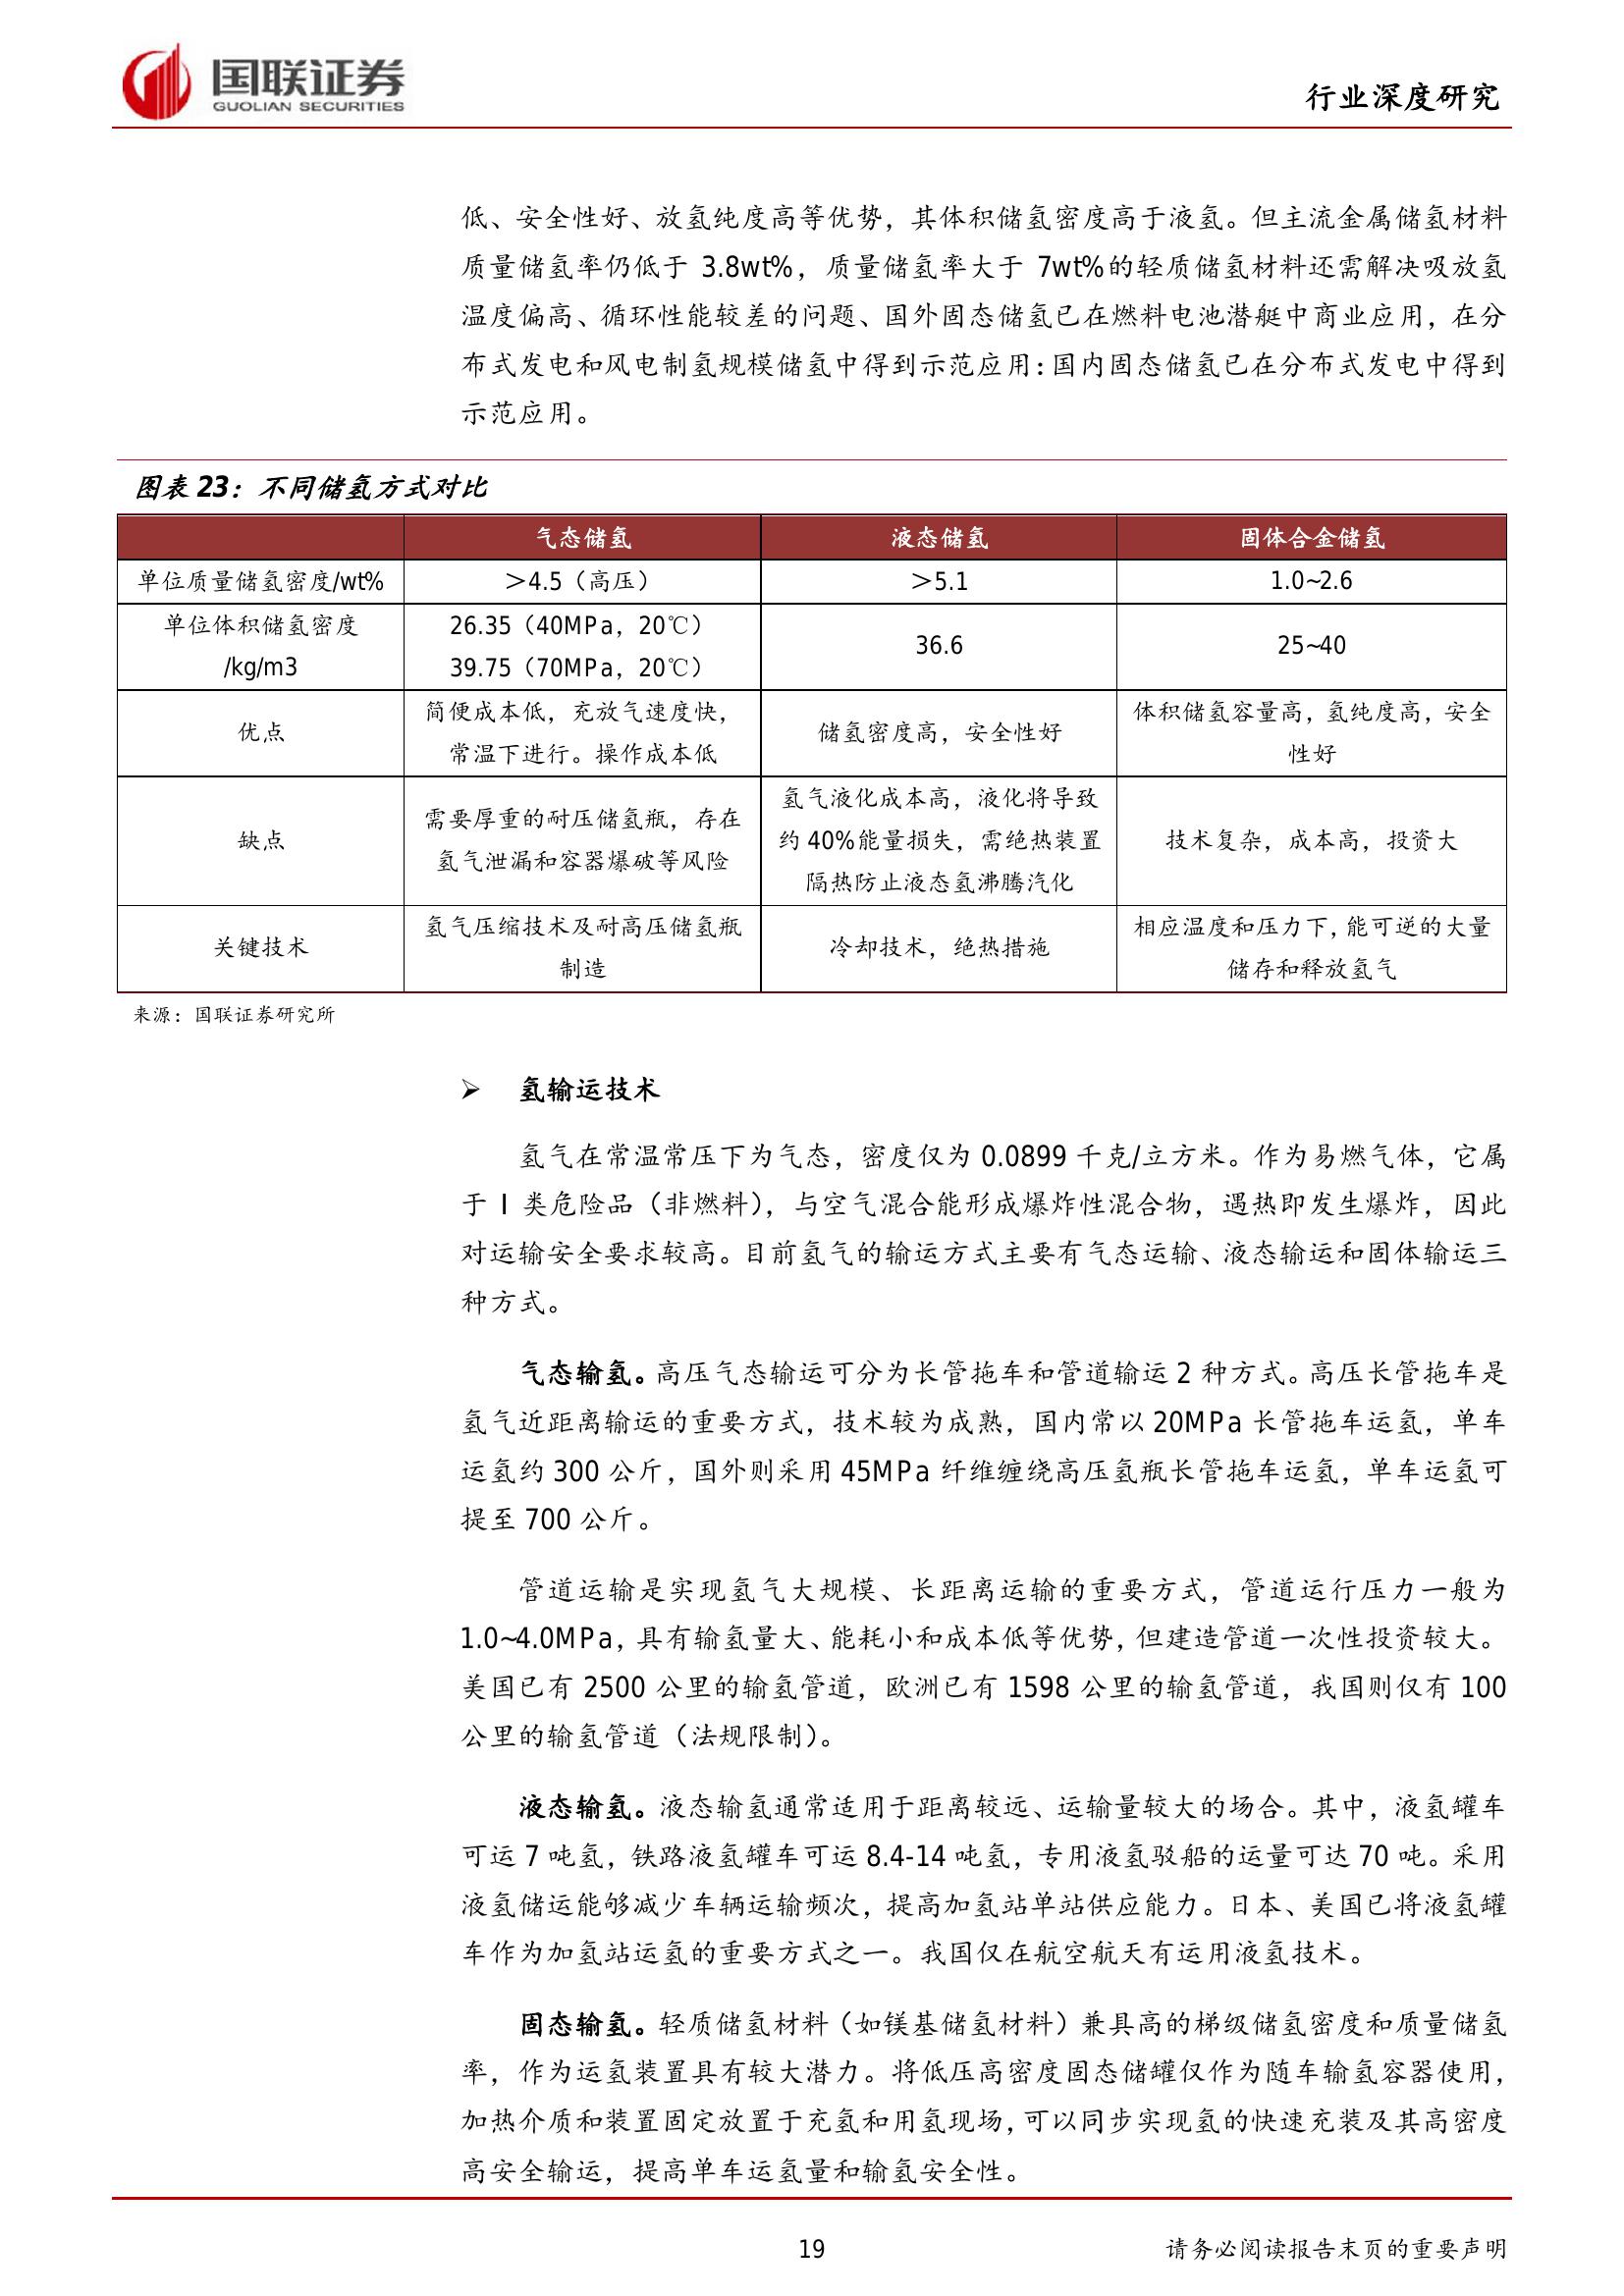 国联证券
GUOLIAN SECURITIES
行业深度研究
低、安全性好、放氢纯度高等优势，其体积储氢密度高于液氢。但主流金属储氢材料
质量储氢率仍低于 3.8wt%，质量储氢率大于 7wt%的轻质储氢材料还需解决吸放氢
温度偏高、循环性能较差的问题、国外固态储氢已在燃料电池潜艇中商业应用，在分
布式发电和风电制氢规模储氢中得到示范应用:国内固态储氢已在分布式发电中得到
示范应用。
图表 23：不同储氢方式对比
气态储氢 液态储氢 固体合金储氢
单位质量储氢密度/wt% ＞4.5（高压） ＞5.1 1.0~2.6
单位体积储氢密度
/kg/m3
26.35（40MPa，20℃）
39.75（70MPa，20℃）
36.6
25~40
优点
简便成本低，充放气速度快，
常温下进行。操作成本低
储氢密度高，安全性好
体积储氢容量高，氢纯度高，安全
性好
缺点
需要厚重的耐压储氢瓶，存在
氢气泄漏和容器爆破等风险
氢气液化成本高，液化将导致
约 40%能量损失，需绝热装置
隔热防止液态氢沸腾汽化
技术复杂，成本高，投资大
关键技术
氢气压缩技术及耐高压储氢瓶
制造
冷却技术，绝热措施
相应温度和压力下，能可逆的大量
储存和释放氢气
来源：国联证券研究所
➢ 氢输运技术
氢气在常温常压下为气态，密度仅为 0.0899 千克/立方米。作为易燃气体，它属
于 I 类危险品（非燃料），与空气混合能形成爆炸性混合物，遇热即发生爆炸，因此
对运输安全要求较高。目前氢气的输运方式主要有气态运输、液态输运和固体输运三
种方式。
气态输氢。高压气态输运可分为长管拖车和管道输运 2 种方式。高压长管拖车是
氢气近距离输运的重要方式，技术较为成熟，国内常以 20MPa 长管拖车运氢，单车
运氢约 300 公斤，国外则采用 45MPa 纤维缠绕高压氢瓶长管拖车运氢，单车运氢可
提至 700 公斤。
管道运输是实现氢气大规模、长距离运输的重要方式，管道运行压力一般为
1.0~4.0MPa，具有输氢量大、能耗小和成本低等优势，但建造管道一次性投资较大。
美国已有 2500 公里的输氢管道，欧洲已有 1598 公里的输氢管道，我国则仅有 100
公里的输氢管道（法规限制）。
液态输氢。液态输氢通常适用于距离较远、运输量较大的场合。其中，液氢罐车
可运 7 吨氢，铁路液氢罐车可运 8.4-14 吨氢，专用液氢驳船的运量可达 70 吨。采用
液氢储运能够减少车辆运输频次，提高加氢站单站供应能力。日本、美国已将液氢罐
车作为加氢站运氢的重要方式之一。我国仅在航空航天有运用液氢技术。
固态输氢。轻质储氢材料（如镁基储氢材料）兼具高的梯级储氢密度和质量储氢
率，作为运氢装置具有较大潜力。将低压高密度固态储罐仅作为随车输氢容器使用，
加热介质和装置固定放置于充氢和用氢现场，可以同步实现氢的快速充装及其高密度
高安全输运，提高单车运氢量和输氢安全性。
19
请务必阅读报告末页的重要声明